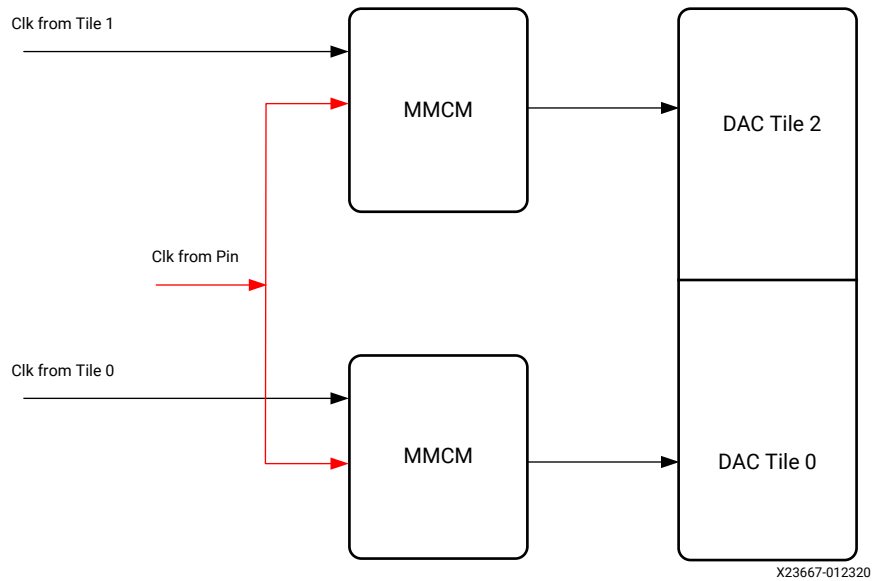 Clk from Tile 1
MMCM
DAC Tile 2
Clk from Pin
Clk from Tile 0
MMCM
DAC Tile 0
X23667-012320